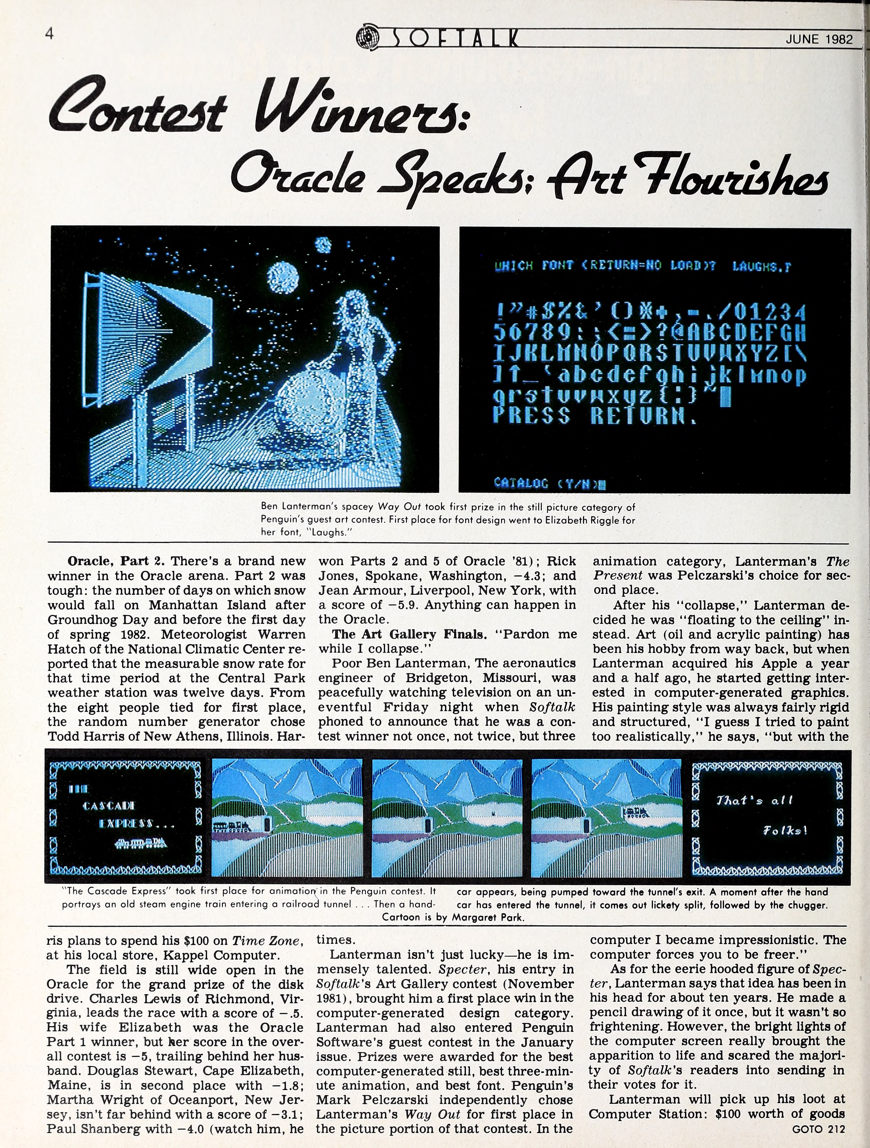 4
SOFTALK
JUNE 1982
Contest Winners:
Oracle Speaks; Art Flourishes
WHICH FONT (RETURN=NO LOAD)? LAUGHS.F
!"#$%&'()*+,-./01234
56789:;<=>?@ABCDEFGH
IJKLMNOPQRSTUVWXYZ[\
]↑_‘abcdefghijklmnop
qrstuvwxyz{¦}~
PRESS RETURN.
CATALOG (Y/N)
Ben Lanterman's spacey Way Out took first prize in the still picture category of
Penguin's guest art contest. First place for font design went to Elizabeth Riggle for
her font, "Laughs."
Oracle, Part 2. There's a brand new
winner in the Oracle arena. Part 2 was
tough: the number of days on which snow
would fall on Manhattan Island after
Groundhog Day and before the first day
of spring 1982. Meteorologist Warren
Hatch of the National Climatic Center re-
ported that the measurable snow rate for
that time period at the Central Park
weather station was twelve days. From
the eight people tied for first place,
the random number generator chose
Todd Harris of New Athens, Illinois. Har-
won Parts 2 and 5 of Oracle '81); Rick
Jones, Spokane, Washington, −4.3; and
Jean Armour, Liverpool, New York, with
a score of −5.9. Anything can happen in
the Oracle.
The Art Gallery Finals. "Pardon me
while I collapse."
Poor Ben Lanterman, The aeronautics
engineer of Bridgeton, Missouri, was
peacefully watching television on an un-
eventful Friday night when Softalk
phoned to announce that he was a con-
test winner not once, not twice, but three
animation category, Lanterman's The
Present was Pelczarski's choice for sec-
ond place.
After his "collapse," Lanterman de-
cided he was "floating to the ceiling" in-
stead. Art (oil and acrylic painting) has
been his hobby from way back, but when
Lanterman acquired his Apple a year
and a half ago, he started getting inter-
ested in computer-generated graphics.
His painting style was always fairly rigid
and structured, "I guess I tried to paint
too realistically," he says, "but with the
THE
CASCADE
EXPRESS...
That's all
Folks!
"The Cascade Express" took first place for animation in the Penguin contest. It
portrays an old steam engine train entering a railroad tunnel . . . Then a hand-
car appears, being pumped toward the tunnel's exit. A moment after the hand
car has entered the tunnel, it comes out lickety split, followed by the chugger.
Cartoon is by Margaret Park.
ris plans to spend his $100 on Time Zone,
at his local store, Kappel Computer.
The field is still wide open in the
Oracle for the grand prize of the disk
drive. Charles Lewis of Richmond, Vir-
ginia, leads the race with a score of −.5.
His wife Elizabeth was the Oracle
Part 1 winner, but her score in the over-
all contest is −5, trailing behind her hus-
band. Douglas Stewart, Cape Elizabeth,
Maine, is in second place with −1.8;
Martha Wright of Oceanport, New Jer-
sey, isn't far behind with a score of −3.1;
Paul Shanberg with −4.0 (watch him, he
times.
Lanterman isn't just lucky—he is im-
mensely talented. Specter, his entry in
Softalk's Art Gallery contest (November
1981), brought him a first place win in the
computer-generated design category.
Lanterman had also entered Penguin
Software's guest contest in the January
issue. Prizes were awarded for the best
computer-generated still, best three-min-
ute animation, and best font. Penguin's
Mark Pelczarski independently chose
Lanterman's Way Out for first place in
the picture portion of that contest. In the
computer I became impressionistic. The
computer forces you to be freer."
As for the eerie hooded figure of Spec-
ter, Lanterman says that idea has been in
his head for about ten years. He made a
pencil drawing of it once, but it wasn't so
frightening. However, the bright lights of
the computer screen really brought the
apparition to life and scared the majori-
ty of Softalk's readers into sending in
their votes for it.
Lanterman will pick up his loot at
Computer Station: $100 worth of goods
GOTO 212